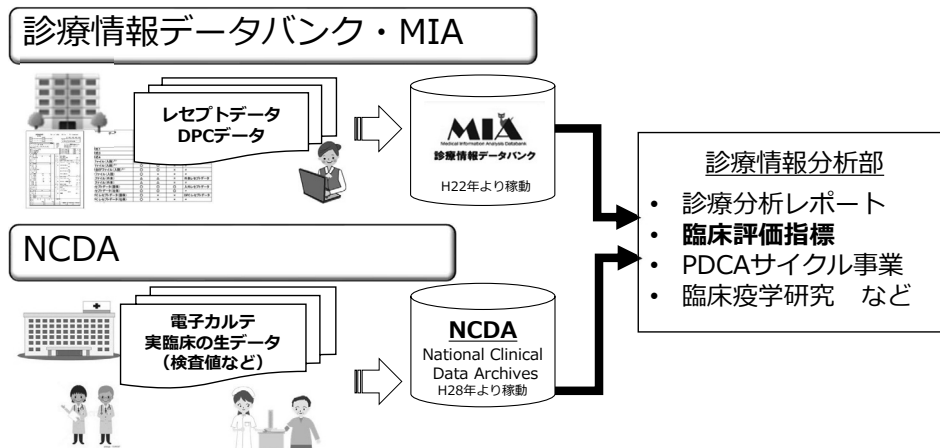 診療情報データバンク・MIA
レセプトデータ
DPCデータ
MIA
Medical Information Analysis Databank
診療情報データバンク
H22年より稼動
NCDA
電子カルテ
実臨床の生データ
(検査値など)
NCDA
National Clinical
Data Archives
H28年より稼動
診療情報分析部
• 診療分析レポート
• 臨床評価指標
• PDCAサイクル事業
• 臨床疫学研究 など